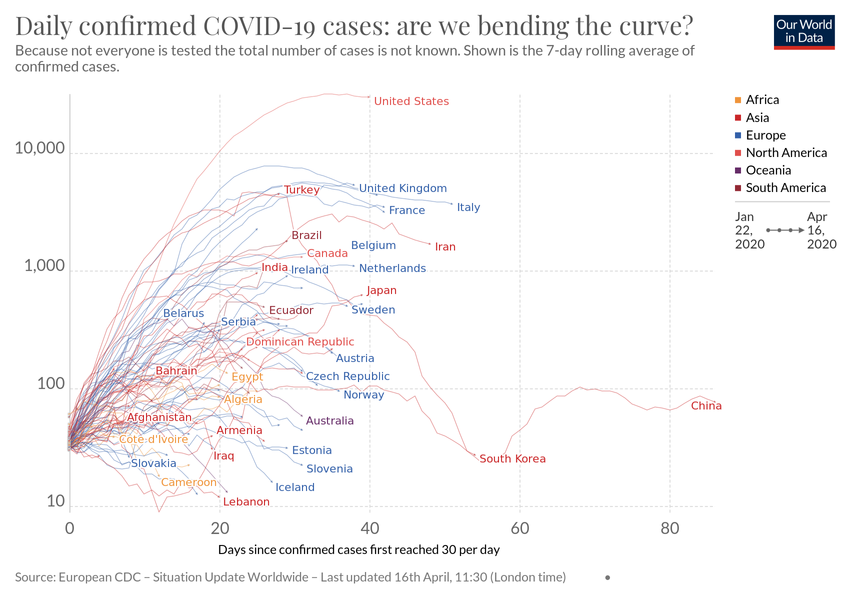 Daily confirmed COVID-19 cases: are we bending the curve?
Our World
in Data
Because not everyone is tested the total number of cases is not known. Shown is the 7-day rolling average of
confirmed cases.
Africa
Asia
Europe
North America
Oceania
South America
Jan
22,
2020
Apr
16,
2020
10,000
1,000
100
10
United States
Turkey
United Kingdom
France
Italy
Brazil
Belgium
Iran
Canada
India
Ireland
Netherlands
Japan
Ecuador
Sweden
Belarus
Serbia
Dominican Republic
Austria
Bahrain
Egypt
Czech Republic
Algeria
Norway
China
Afghanistan
Australia
Armenia
Cote d'Ivoire
Estonia
Iraq
South Korea
Slovakia
Slovenia
Cameroon
Iceland
Lebanon
0
20
40
60
80
Days since confirmed cases first reached 30 per day
Source: European CDC – Situation Update Worldwide – Last updated 16th April, 11:30 (London time)